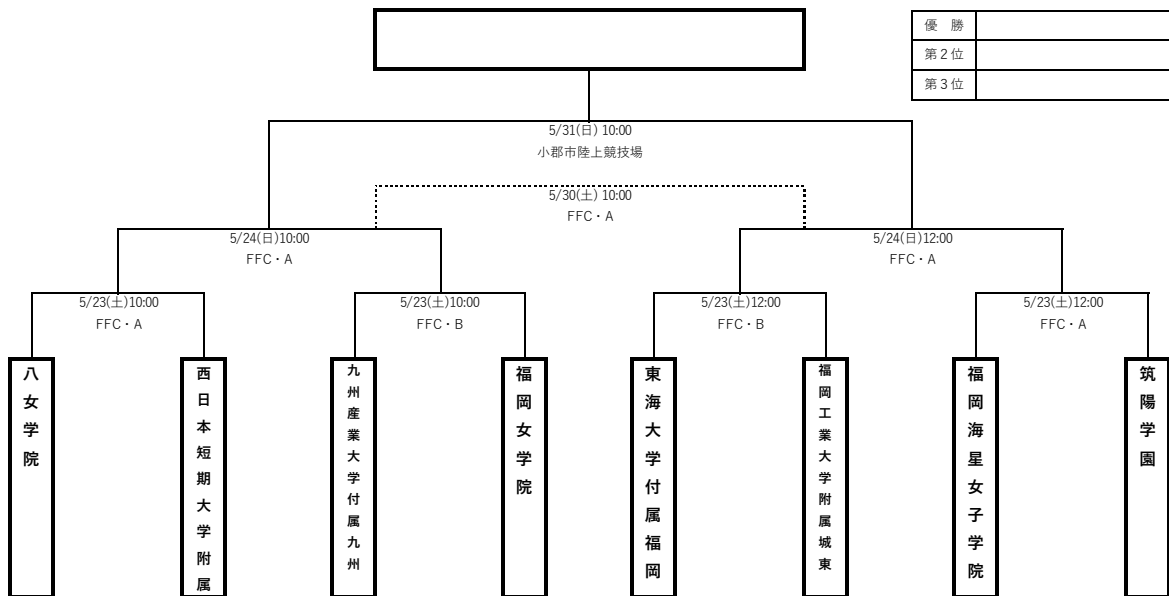 優 勝
第2位
第3位
5/31(日) 10:00
小郡市陸上競技場
5/30(土) 10:00
FFC・A
5/24(日)10:00
FFC・A
5/24(日)12:00
FFC・A
5/23(土)10:00
FFC・A
5/23(土)10:00
FFC・B
5/23(土)12:00
FFC・B
5/23(土)12:00
FFC・A
八女学院
西日本短期大学附属
九州産業大学付属九州
福岡女学院
東海大学付属福岡
福岡工業大学附属城東
福岡海星女子学院
筑陽学園